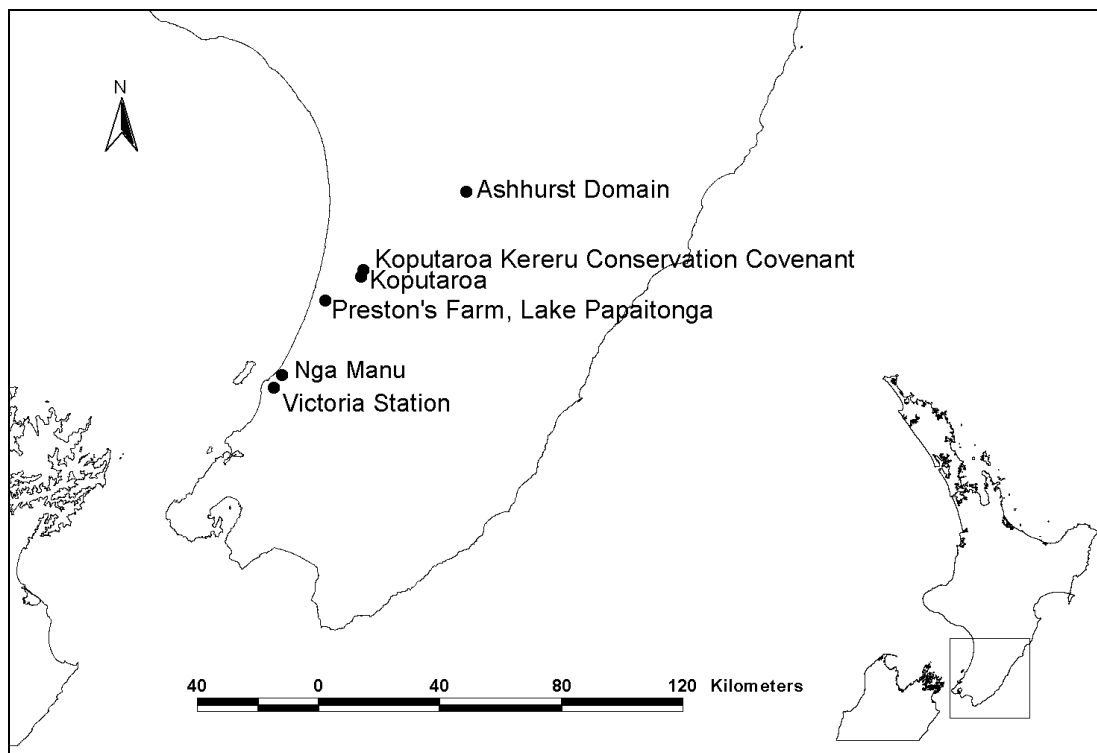 N
Ashhurst Domain
Koputaroa Kereru Conservation Covenant
Koputaroa
Preston's Farm, Lake Papaitonga
Nga Manu
Victoria Station
40 0 40 80 120 Kilometers